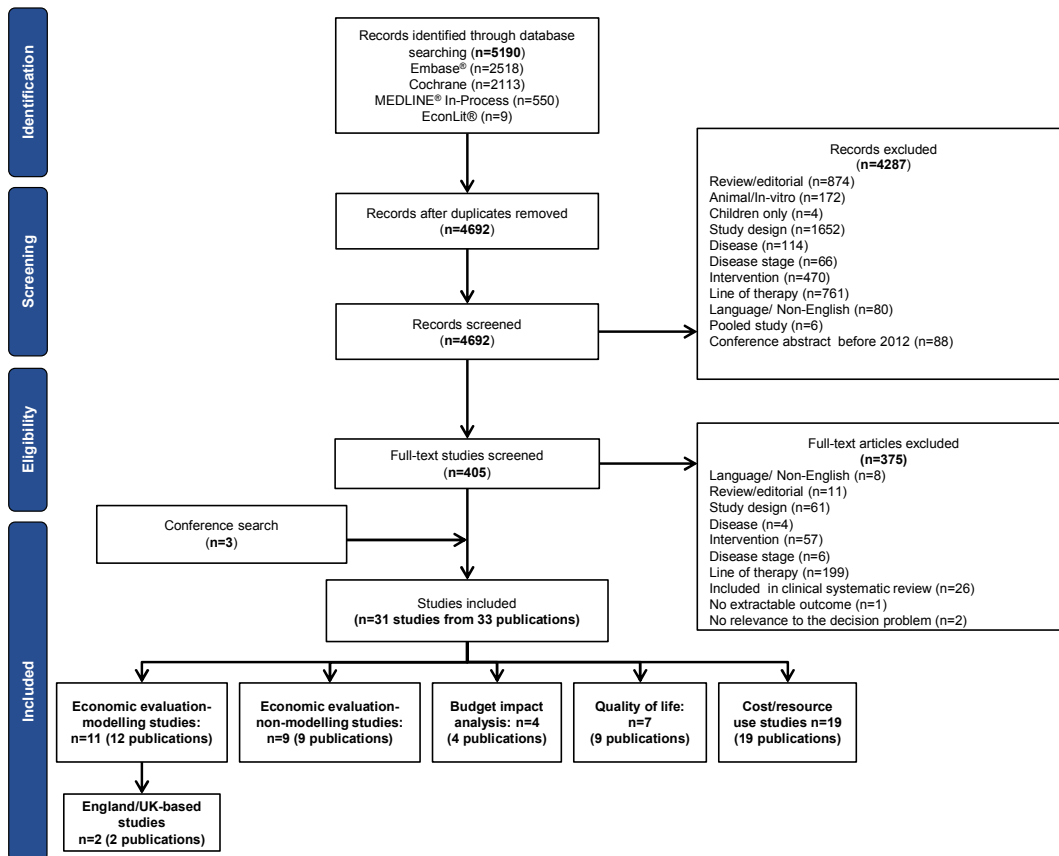 Identification
Records identified through database
searching (n=5190)
Embase® (n=2518)
Cochrane (n=2113)
MEDLINE® In-Process (n=550)
EconLit® (n=9)
Records excluded
(n=4287)
Review/editorial (n=874)
Animal/In-vitro (n=172)
Children only (n=4)
Study design (n=1652)
Disease (n=114)
Disease stage (n=66)
Intervention (n=470)
Line of therapy (n=761)
Language/ Non-English (n=80)
Pooled study (n=6)
Conference abstract before 2012 (n=88)
Screening
Records after duplicates removed
(n=4692)
Records screened
(n=4692)
Eligibility
Full-text studies screened
(n=405)
Full-text articles excluded
(n=375)
Language/ Non-English (n=8)
Review/editorial (n=11)
Study design (n=61)
Disease (n=4)
Intervention (n=57)
Disease stage (n=6)
Line of therapy (n=199)
Included in clinical systematic review (n=26)
No extractable outcome (n=1)
No relevance to the decision problem (n=2)
Included
Conference search
(n=3)
Studies included
(n=31 studies from 33 publications)
Economic evaluation-
modelling studies:
n=11 (12 publications)
Economic evaluation-
non-modelling studies:
n=9 (9 publications)
Budget impact
analysis: n=4
(4 publications)
Quality of life:
n=7
(9 publications)
Cost/resource
use studies n=19
(19 publications)
England/UK-based
studies
n=2 (2 publications)